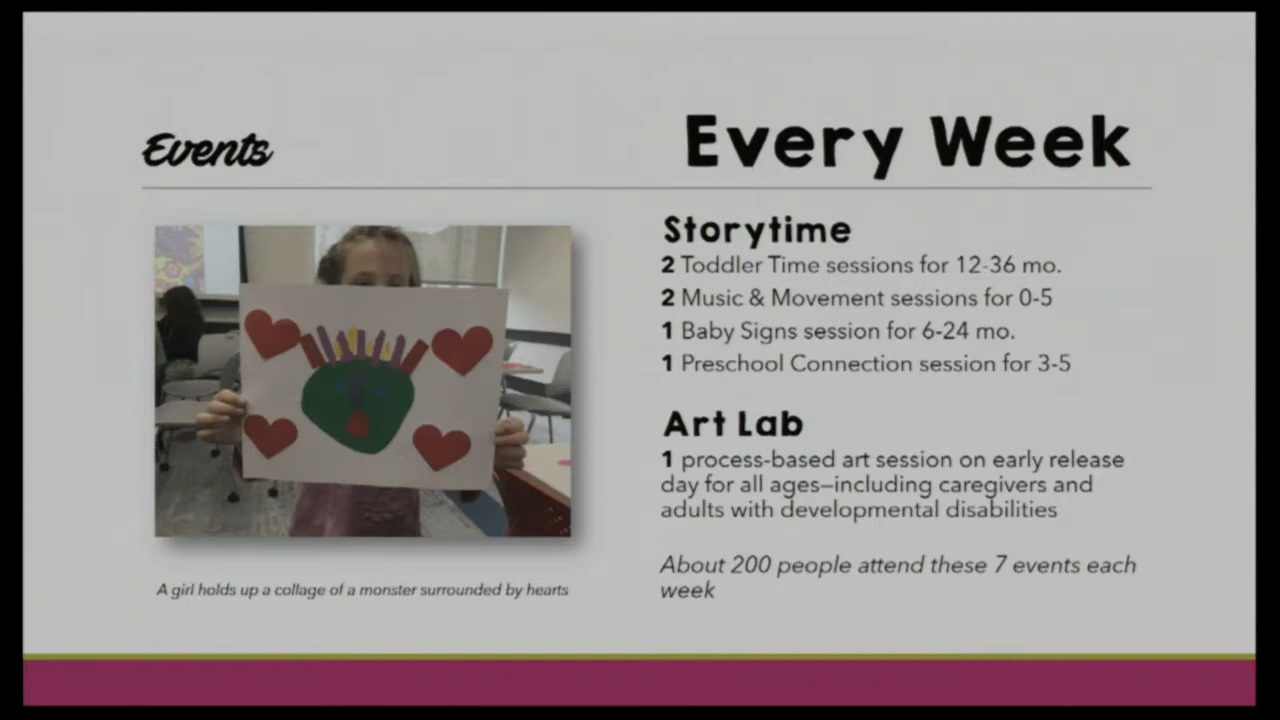 Events
Every Week
Storytime
2 Toddler Time sessions for 12-36 mo.
2 Music & Movement sessions for 0-5
1 Baby Signs session for 6-24 mo.
1 Preschool Connection session for 3-5
Art Lab
1 process-based art session on early release
day for all ages—including caregivers and
adults with developmental disabilities
About 200 people attend these 7 events each
week
A girl holds up a collage of a monster surrounded by hearts